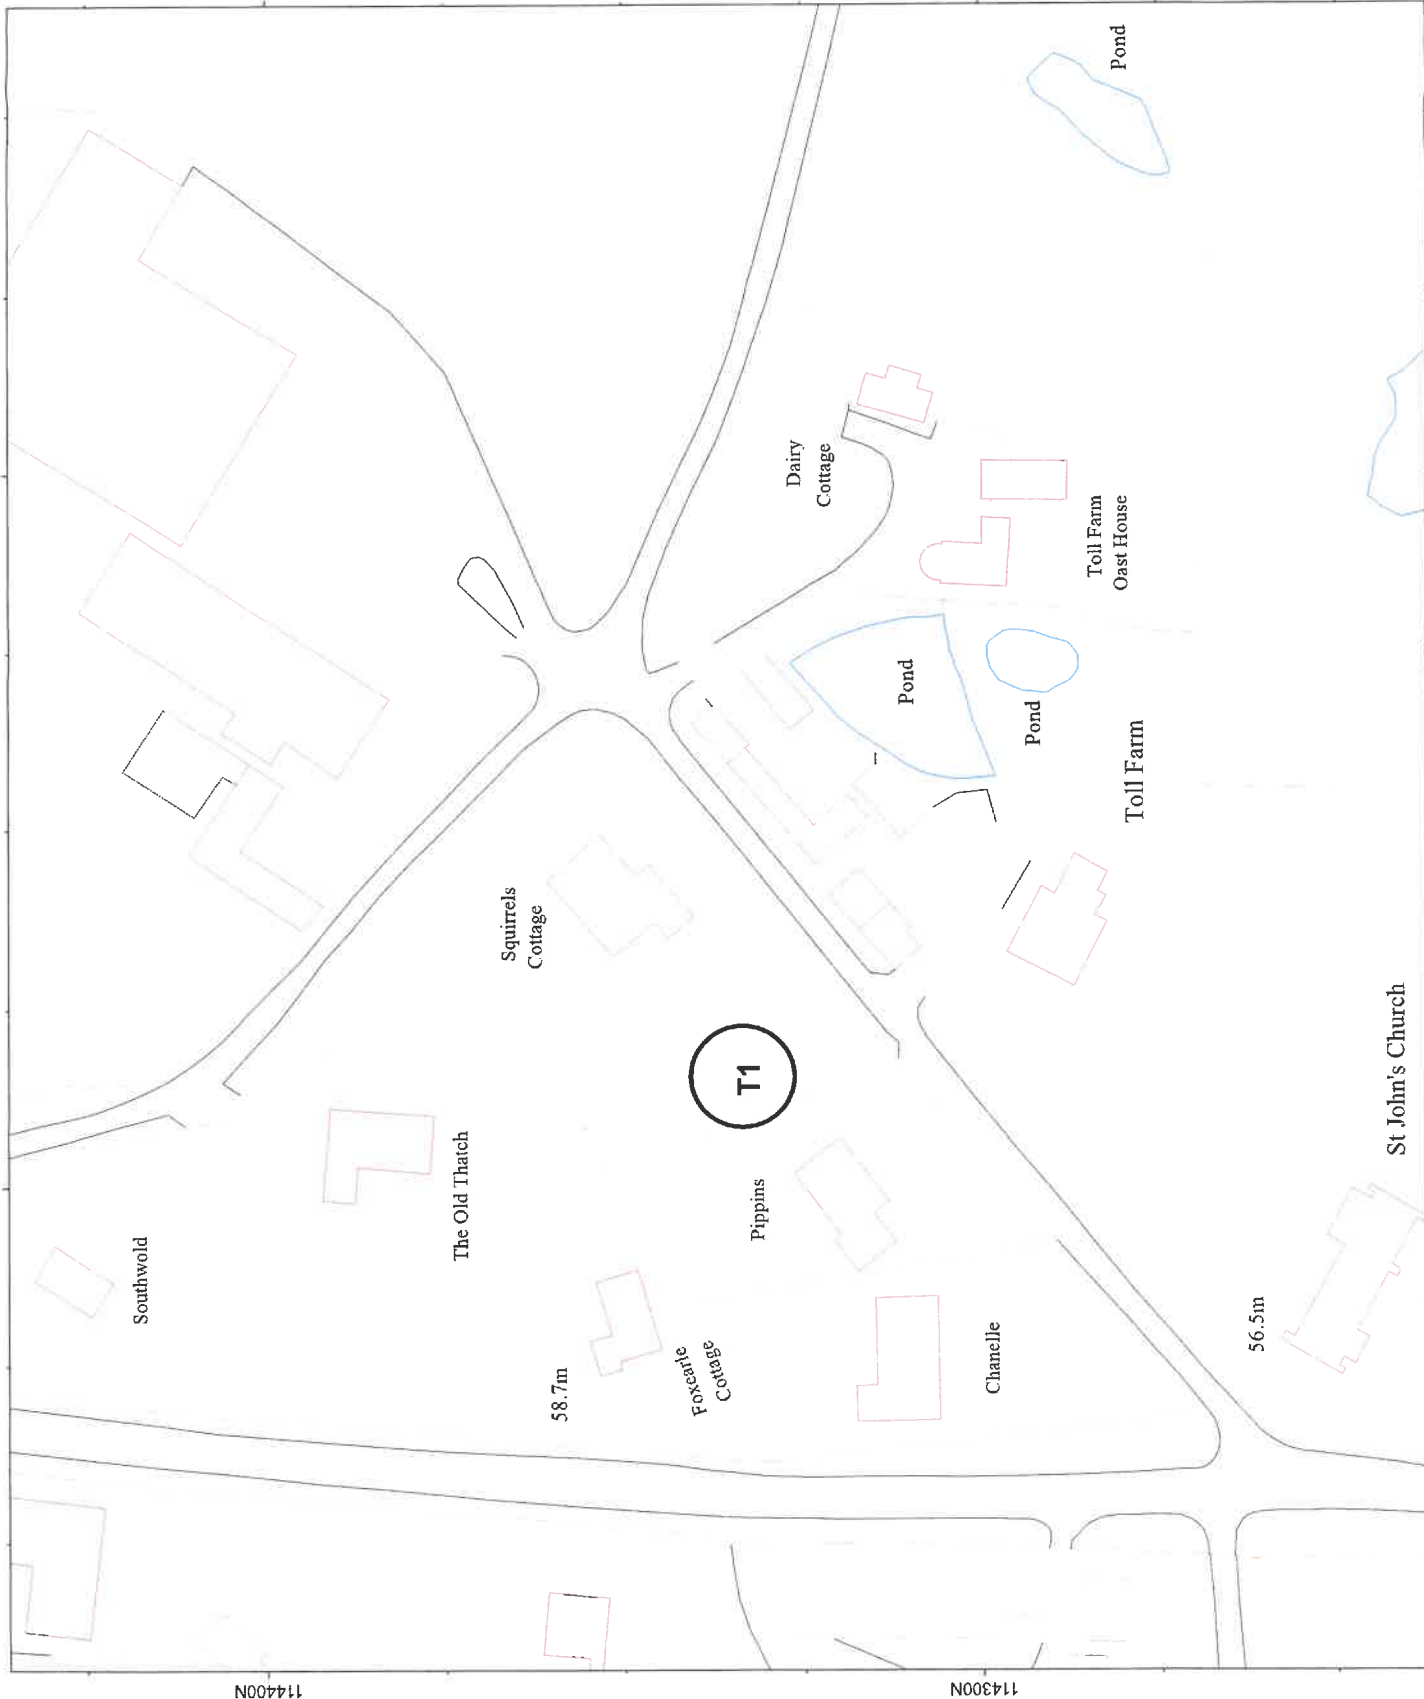 Southwold
The Old Thatch
58.7m
Foxearle
Cottage
Pippins
Chanelle
56.5m
St John's Church
T1
Squirrels
Cottage
Toll Farm
Pond
Pond
Toll Farm
Oast House
Dairy
Cottage
Pond
114400N
114300N